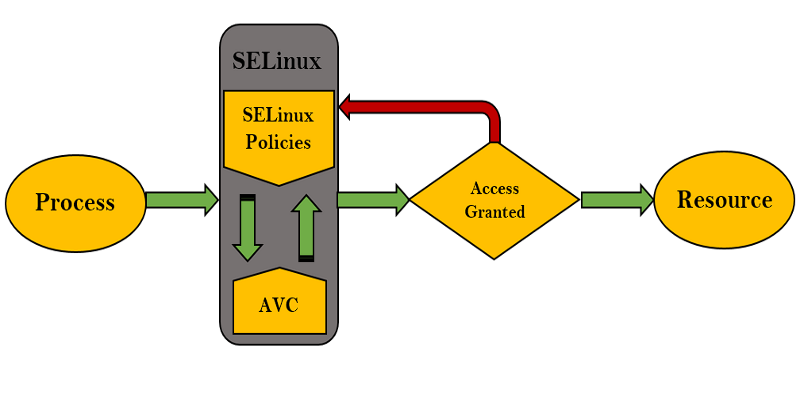 SELinux
SELinux
Policies
Process
Access
Granted
Resource
AVC